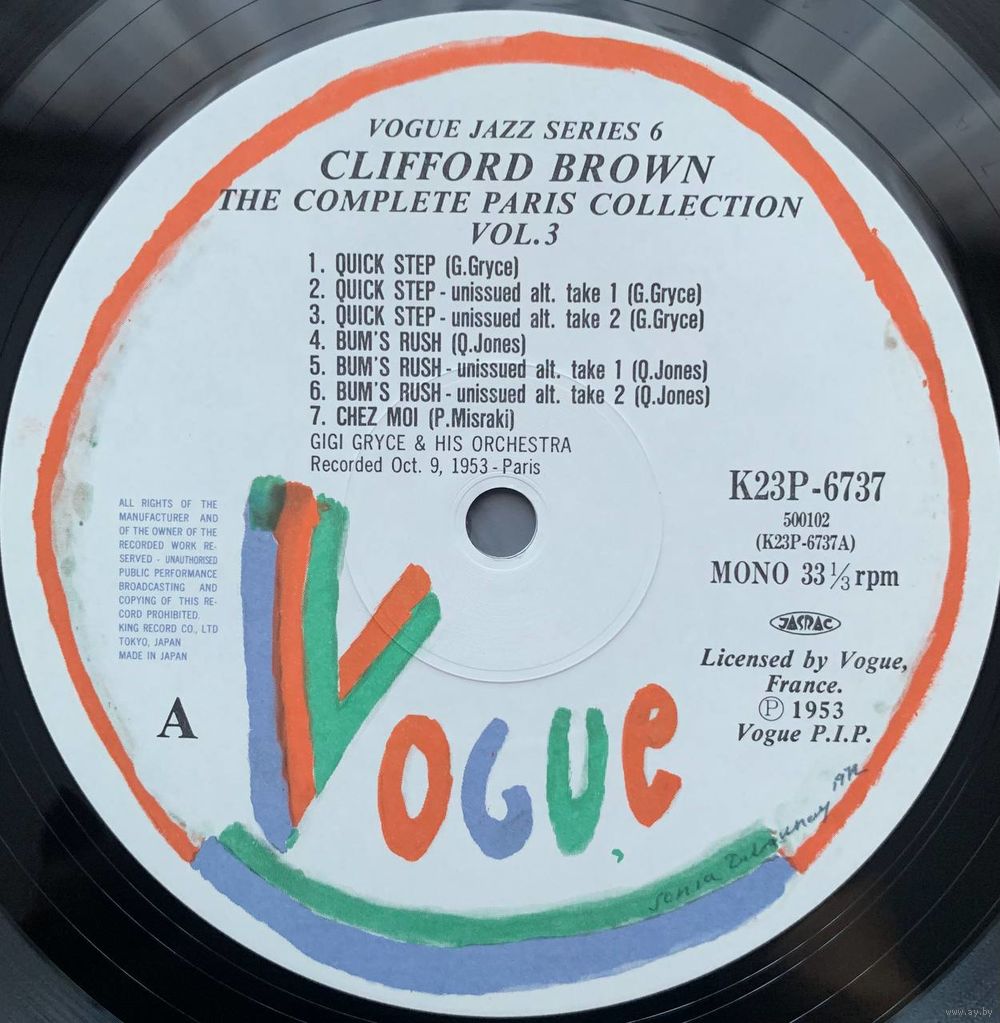 VOGUE JAZZ SERIES 6
CLIFFORD BROWN
THE COMPLETE PARIS COLLECTION
VOL.3
1. QUICK STEP (G.Gryce)
2. QUICK STEP - unissued alt. take 1 (G.Gryce)
3. QUICK STEP - unissued alt. take 2 (G.Gryce)
4. BUM'S RUSH (Q.Jones)
5. BUM'S RUSH - unissued alt. take 1 (Q.Jones)
6. BUM'S RUSH - unissued alt. take 2 (Q.Jones)
7. CHEZ MOI (P.Misraki)
GIGI GRYCE & HIS ORCHESTRA
Recorded Oct. 9, 1953 - Paris
ALL RIGHTS OF THE
MANUFACTURER AND
OF THE OWNER OF THE
RECORDED WORK RE-
SERVED - UNAUTHORISED
PUBLIC PERFORMANCE
BROADCASTING AND
COPYING OF THIS RE-
CORD PROHIBITED.
KING RECORD CO., LTD
TOKYO, JAPAN
MADE IN JAPAN
A
K23P-6737
500102
(K23P-6737A)
MONO 33 1/3 rpm
JASRAC
Licensed by Vogue,
France.
Ⓟ 1953
Vogue P.I.P.
VOGUE
Sonia Delaunay 1972
www.ay.by